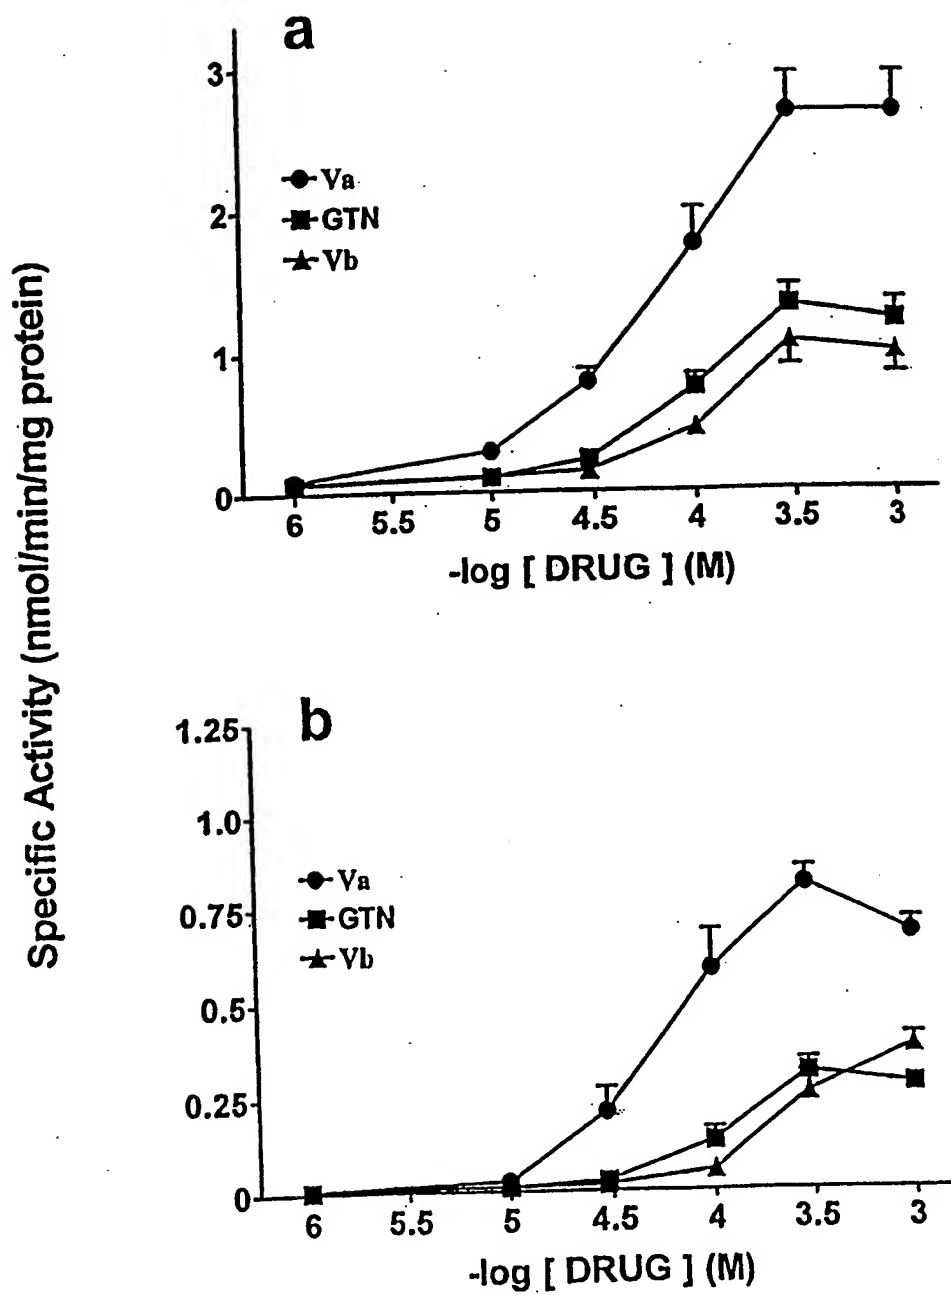 a
3
Va
2
GTN
Vb
1
0
6 5.5 5 4.5 4 3.5 3
-log [ DRUG ] (M)
Specific Activity (nmol/min/mg protein)
b
1.25
1.0
Va
0.75
GTN
Vb
0.5
0.25
0
6 5.5 5 4.5 4 3.5 3
-log [ DRUG ] (M)